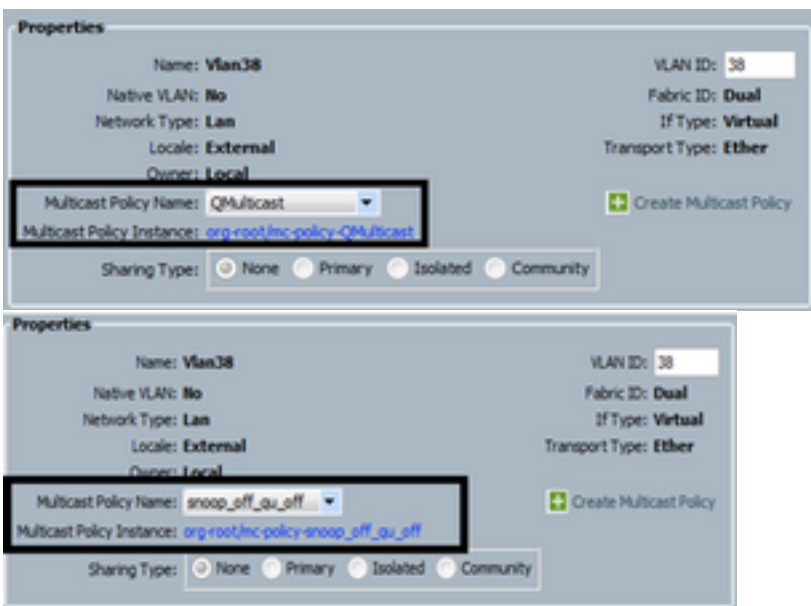 Properties
Name: Vlan38 VLAN ID: 38
Native VLAN: No Fabric ID: Dual
Network Type: Lan If Type: Virtual
Locale: External Transport Type: Ether
Owner: Local
Multicast Policy Name: QMulticast Create Multicast Policy
Multicast Policy Instance: org-root/mc-policy-QMulticast
Sharing Type: None Primary Isolated Community
Properties
Name: Vlan38 VLAN ID: 38
Native VLAN: No Fabric ID: Dual
Network Type: Lan If Type: Virtual
Locale: External Transport Type: Ether
Owner: Local
Multicast Policy Name: snoop_off_qu_off Create Multicast Policy
Multicast Policy Instance: org-root/mc-policy-snoop_off_qu_off
Sharing Type: None Primary Isolated Community